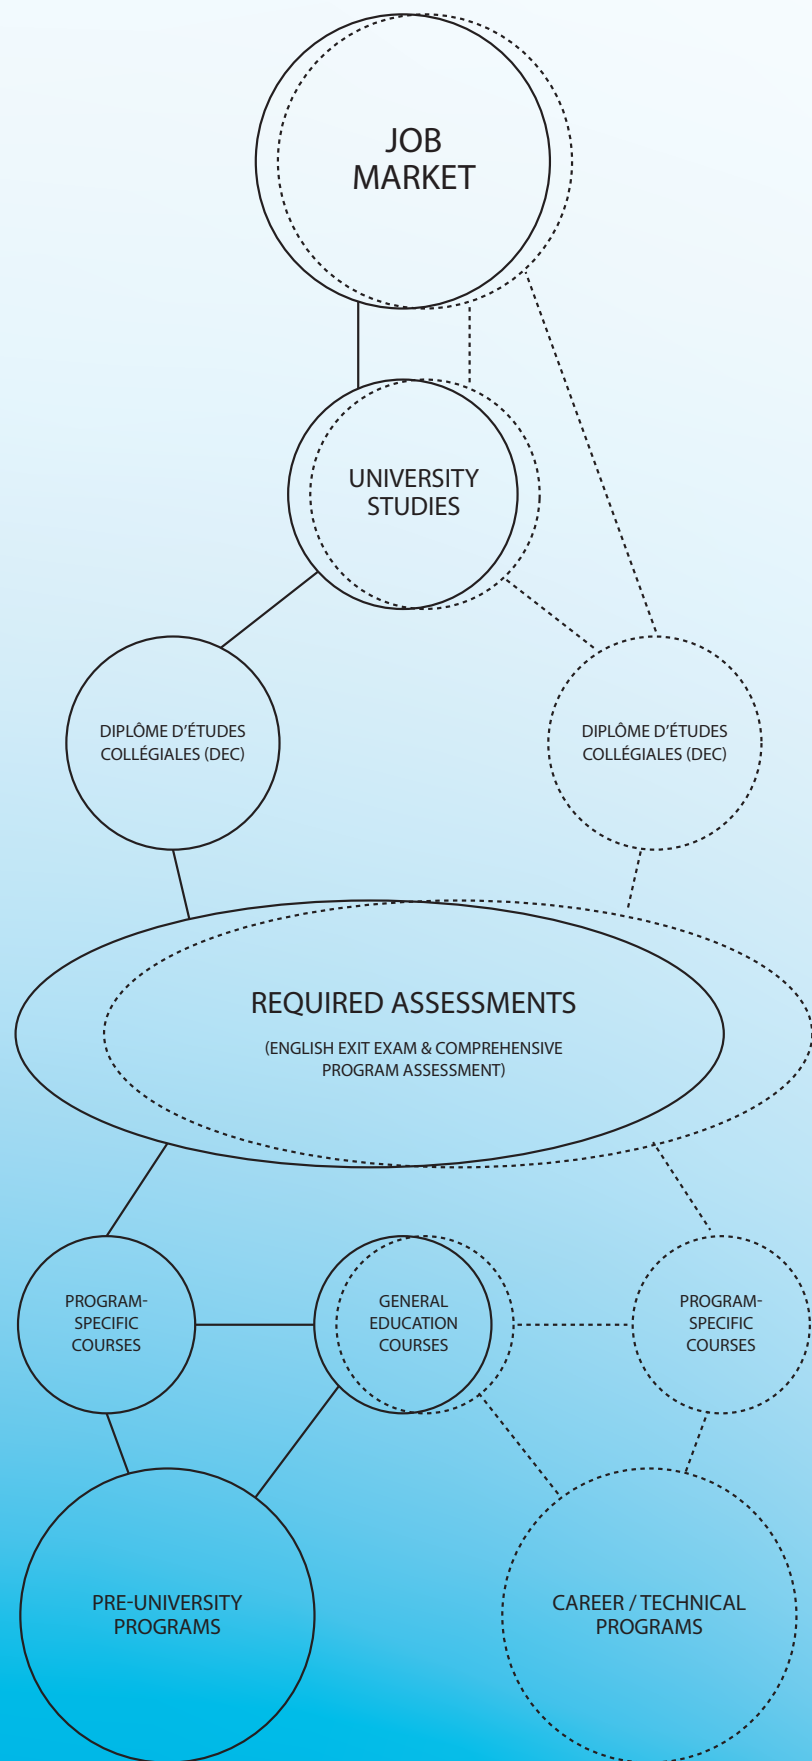 JOB
MARKET
UNIVERSITY
STUDIES
DIPLÔME D'ÉTUDES
COLLÉGIALES (DEC)
DIPLÔME D'ÉTUDES
COLLÉGIALES (DEC)
REQUIRED ASSESSMENTS
(ENGLISH EXIT EXAM & COMPREHENSIVE
PROGRAM ASSESSMENT)
PROGRAM-
SPECIFIC
COURSES
GENERAL
EDUCATION
COURSES
PROGRAM-
SPECIFIC
COURSES
PRE-UNIVERSITY
PROGRAMS
CAREER / TECHNICAL
PROGRAMS